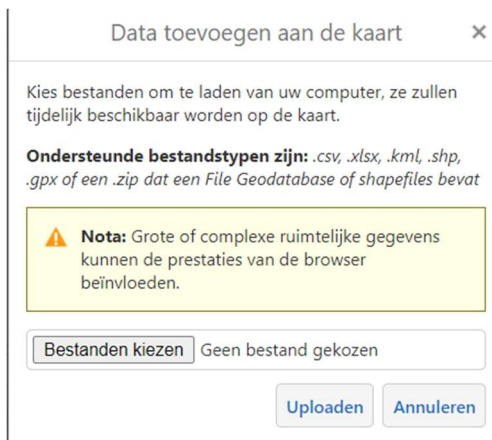 Data toevoegen aan de kaart ×
Kies bestanden om te laden van uw computer, ze zullen
tijdelijk beschikbaar worden op de kaart.
Ondersteunde bestandstypen zijn: .csv, .xlsx, .kml, .shp,
.gpx of een .zip dat een File Geodatabase of shapefiles bevat
Nota: Grote of complexe ruimtelijke gegevens
kunnen de prestaties van de browser
beïnvloeden.
Bestanden kiezen Geen bestand gekozen
Uploaden Annuleren